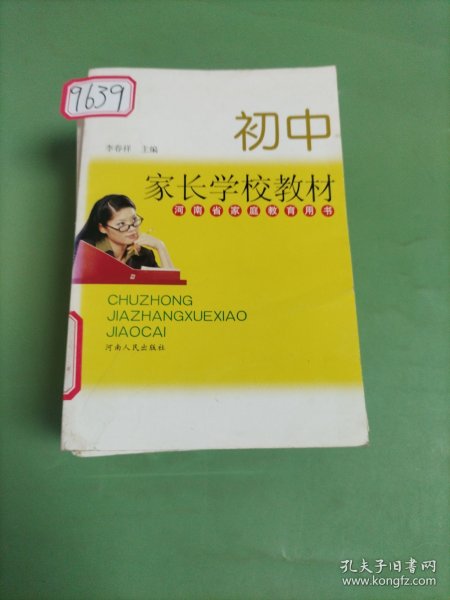 9639
初中
李春祥 主编
家长学校教材
河南省家庭教育用书
CHUZHONG
JIAZHANGXUEXIAO
JIAOCAI
河南人民出版社
孔夫子旧书网
www.kongfz.com